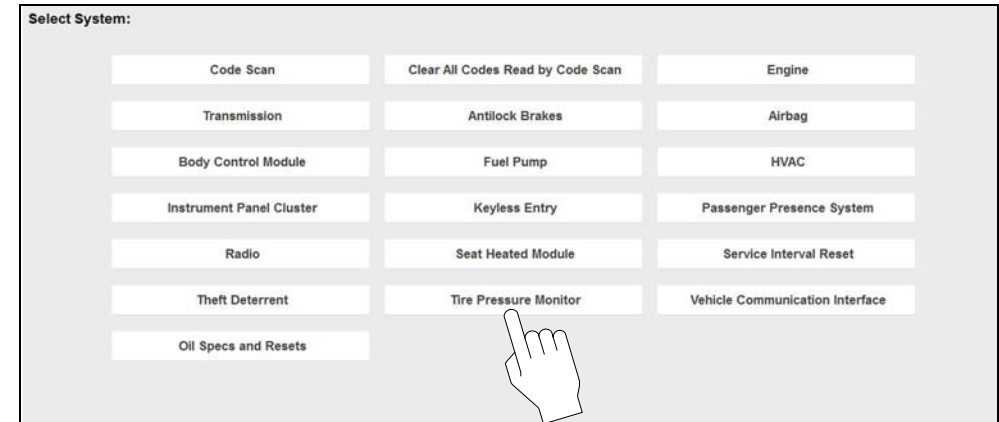 Select System:
Code Scan
Clear All Codes Read by Code Scan
Engine
Transmission
Antilock Brakes
Airbag
Body Control Module
Fuel Pump
HVAC
Instrument Panel Cluster
Keyless Entry
Passenger Presence System
Radio
Seat Heated Module
Service Interval Reset
Theft Deterrent
Tire Pressure Monitor
Vehicle Communication Interface
Oil Specs and Resets